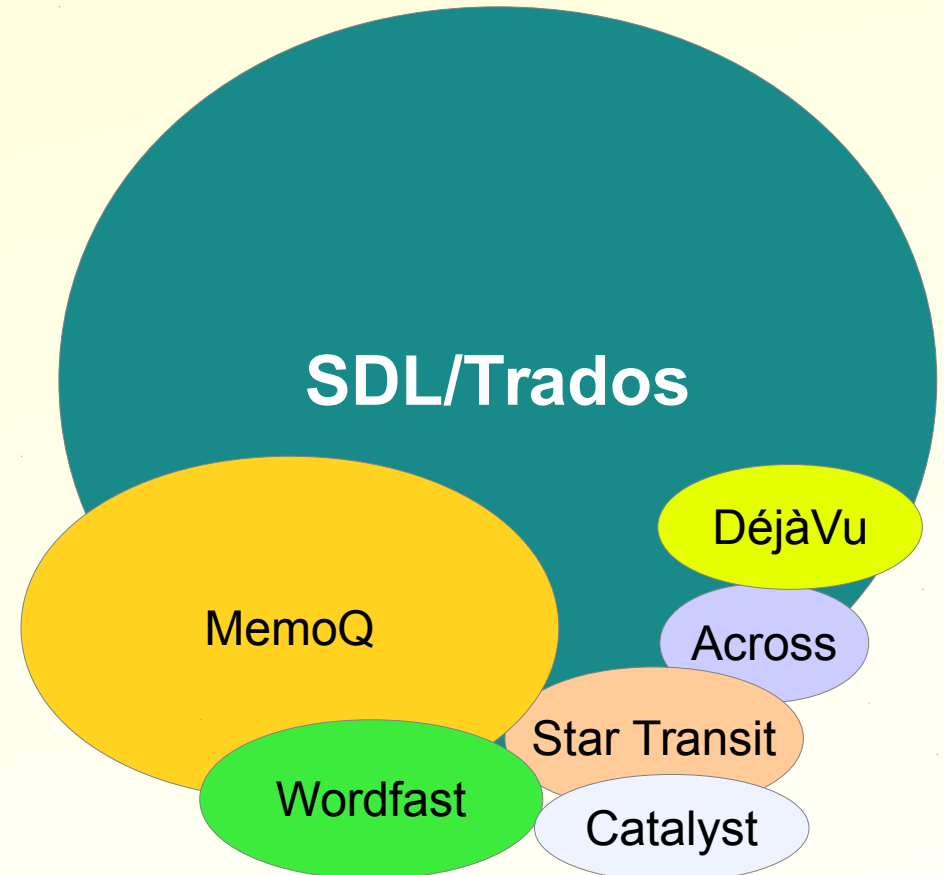 SDL/Trados
DéjàVu
MemoQ
Across
Star Transit
Wordfast
Catalyst